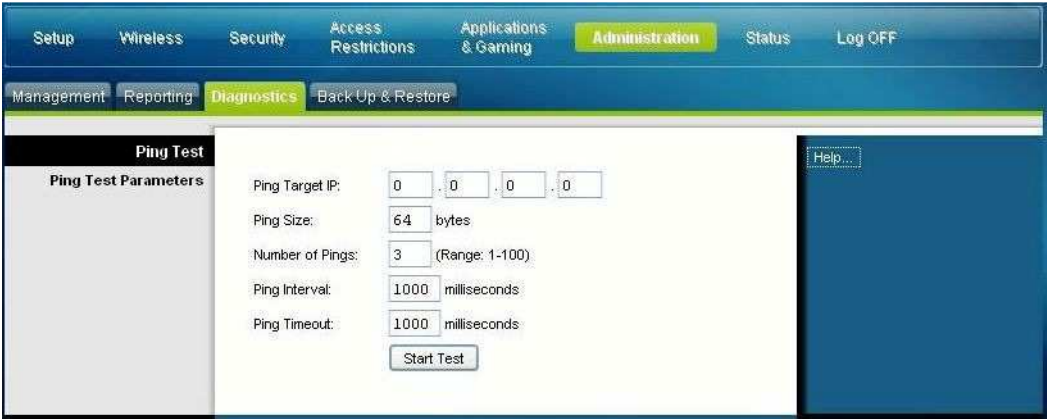 Setup Wireless Security Access Restrictions Applications & Gaming Administration Status Log OFF
Management Reporting Diagnostics Back Up & Restore
Ping Test
Help...
Ping Test Parameters
Ping Target IP: 0 . 0 . 0 . 0
Ping Size: 64 bytes
Number of Pings: 3 (Range: 1-100)
Ping Interval: 1000 milliseconds
Ping Timeout: 1000 milliseconds
Start Test